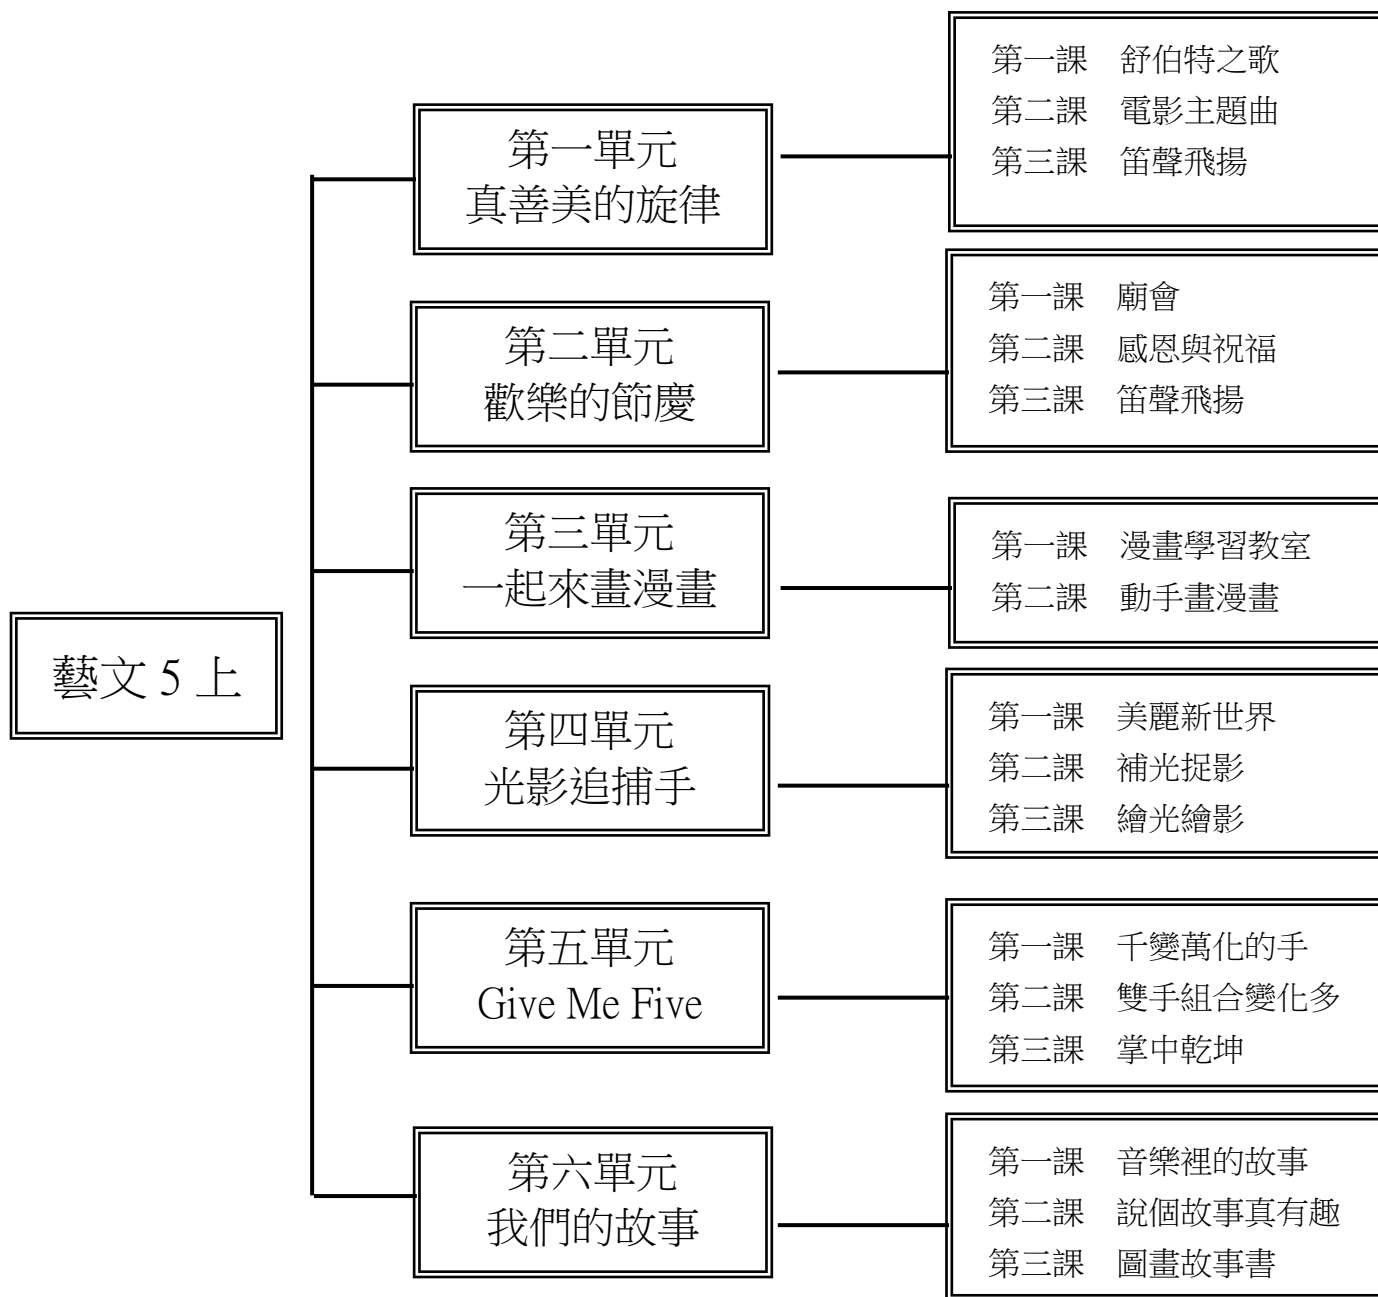 藝文 5 上
第一單元
真善美的旋律
第一課　舒伯特之歌
第二課　電影主題曲
第三課　笛聲飛揚
第二單元
歡樂的節慶
第一課　廟會
第二課　感恩與祝福
第三課　笛聲飛揚
第三單元
一起來畫漫畫
第一課　漫畫學習教室
第二課　動手畫漫畫
第四單元
光影追捕手
第一課　美麗新世界
第二課　補光捉影
第三課　繪光繪影
第五單元
Give Me Five
第一課　千變萬化的手
第二課　雙手組合變化多
第三課　掌中乾坤
第六單元
我們的故事
第一課　音樂裡的故事
第二課　說個故事真有趣
第三課　圖畫故事書